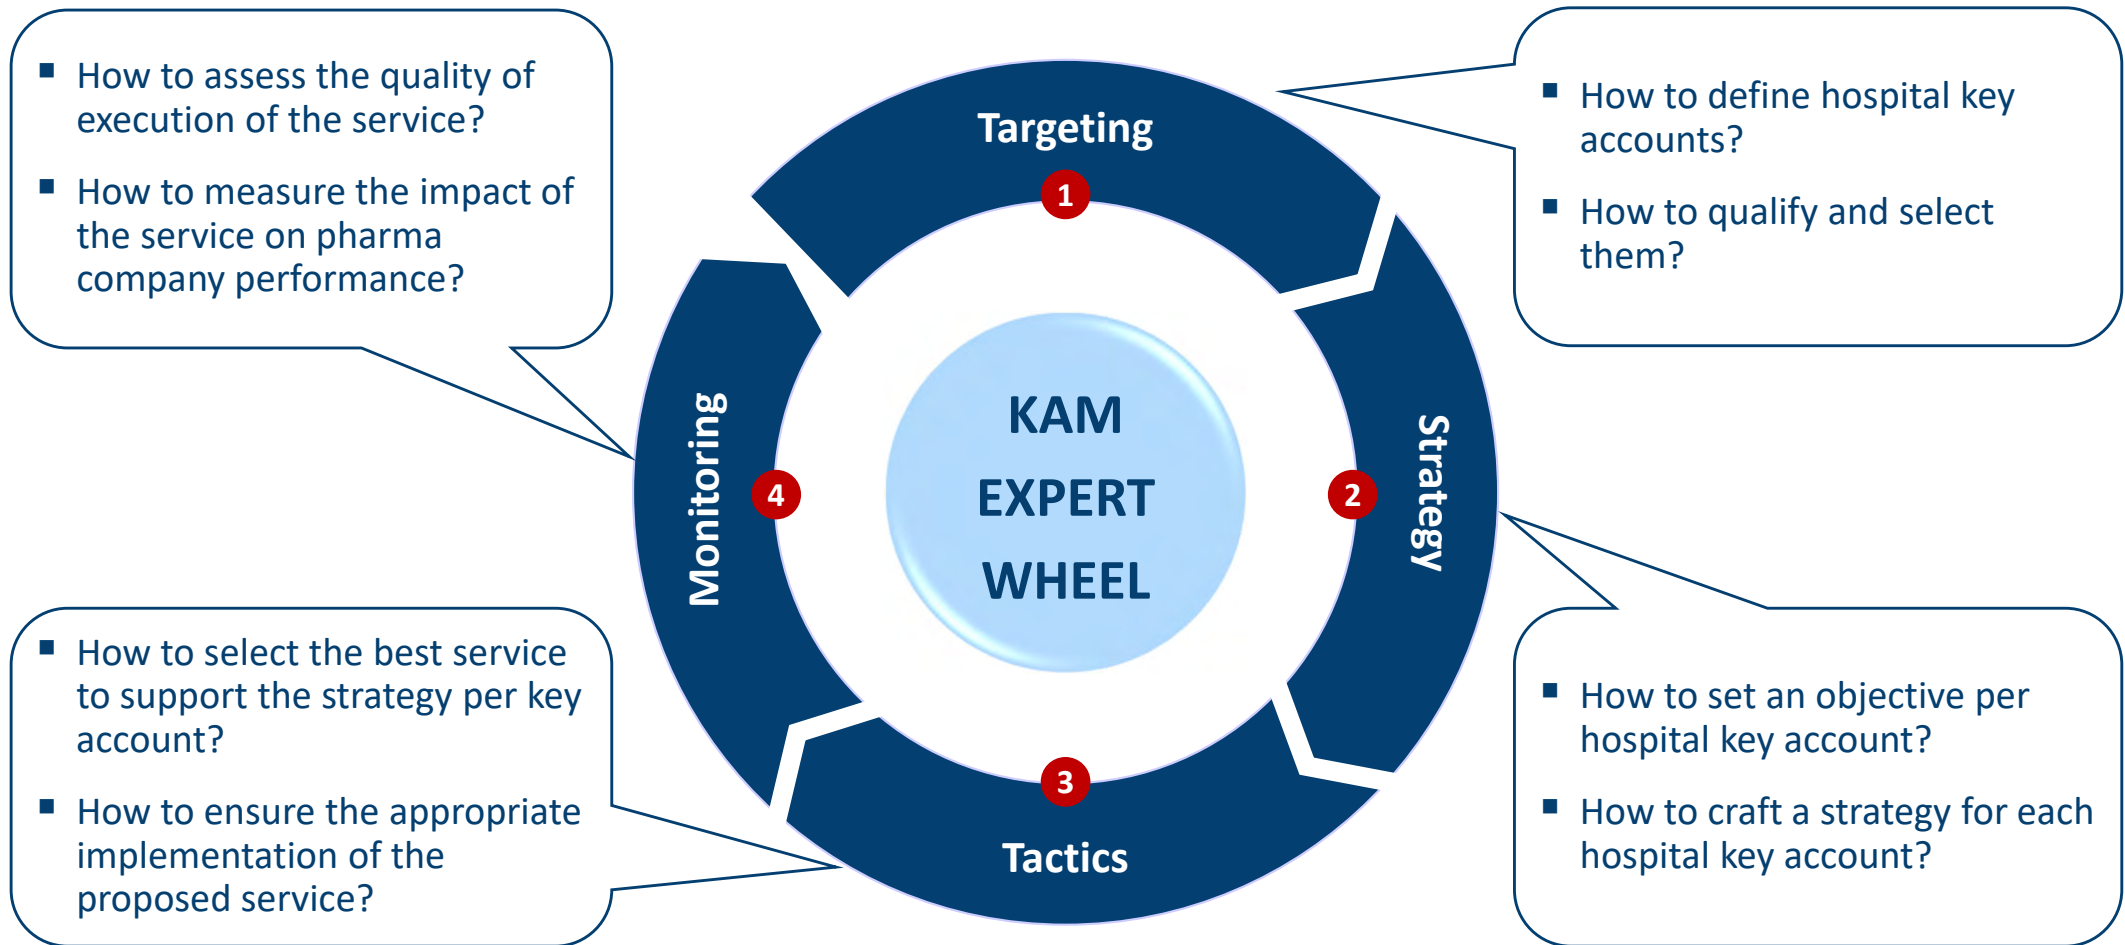 ▪ How to assess the quality of
execution of the service?
▪ How to measure the impact of
the service on pharma
company performance?
Targeting
1
▪ How to define hospital key
accounts?
▪ How to qualify and select
them?
Monitoring
4
KAM
EXPERT
WHEEL
2
Strategy
▪ How to select the best service
to support the strategy per key
account?
▪ How to ensure the appropriate
implementation of the
proposed service?
3
Tactics
▪ How to set an objective per
hospital key account?
▪ How to craft a strategy for each
hospital key account?